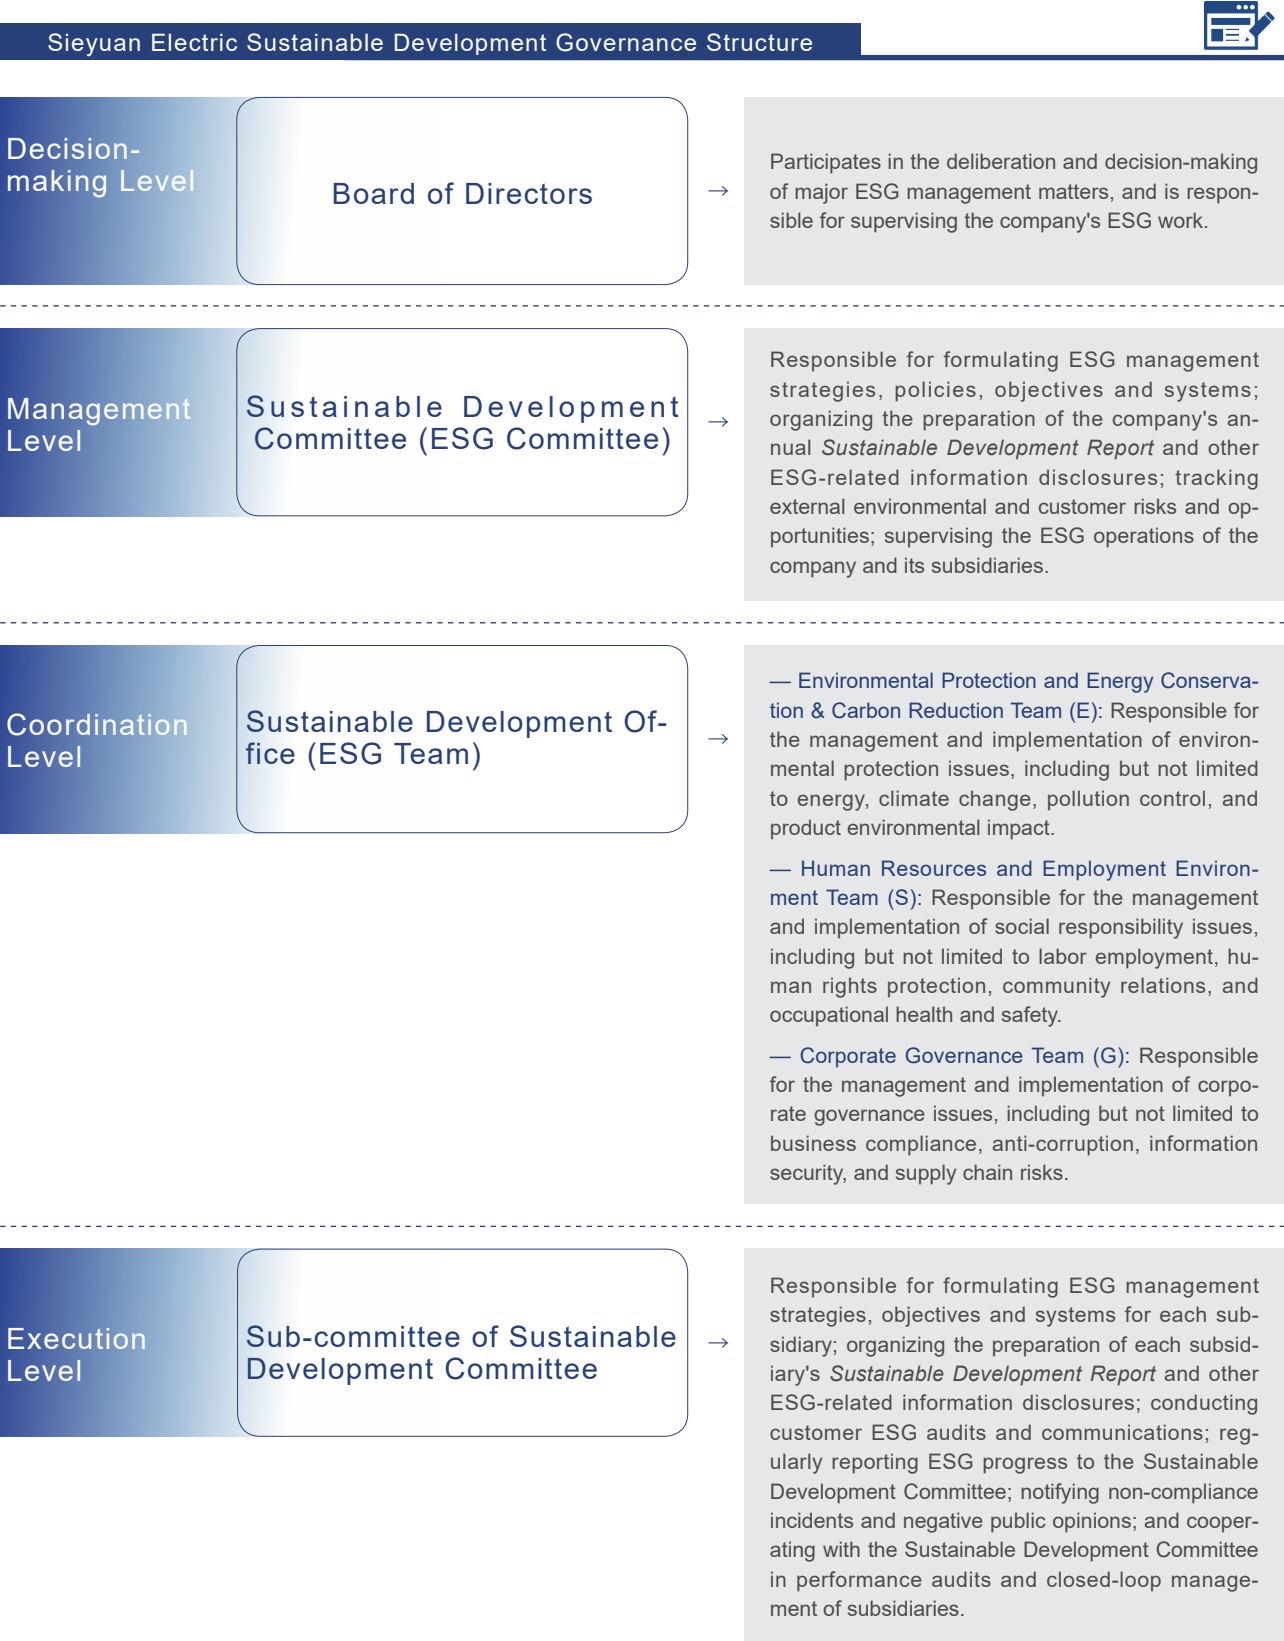 Sieyuan Electric Sustainable Development Governance Structure
Decision-
making Level
Board of Directors
→
Participates in the deliberation and decision-making
of major ESG management matters, and is respon-
sible for supervising the company's ESG work.
Management
Level
Sustainable Development
Committee (ESG Committee)
→
Responsible for formulating ESG management
strategies, policies, objectives and systems;
organizing the preparation of the company's an-
nual Sustainable Development Report and other
ESG-related information disclosures; tracking
external environmental and customer risks and op-
portunities; supervising the ESG operations of the
company and its subsidiaries.
Coordination
Level
Sustainable Development Of-
fice (ESG Team)
→
— Environmental Protection and Energy Conserva-
tion & Carbon Reduction Team (E): Responsible for
the management and implementation of environ-
mental protection issues, including but not limited
to energy, climate change, pollution control, and
product environmental impact.
— Human Resources and Employment Environ-
ment Team (S): Responsible for the management
and implementation of social responsibility issues,
including but not limited to labor employment, hu-
man rights protection, community relations, and
occupational health and safety.
— Corporate Governance Team (G): Responsible
for the management and implementation of corpo-
rate governance issues, including but not limited to
business compliance, anti-corruption, information
security, and supply chain risks.
Execution
Level
Sub-committee of Sustainable
Development Committee
→
Responsible for formulating ESG management
strategies, objectives and systems for each sub-
sidiary; organizing the preparation of each subsid-
iary's Sustainable Development Report and other
ESG-related information disclosures; conducting
customer ESG audits and communications; reg-
ularly reporting ESG progress to the Sustainable
Development Committee; notifying non-compliance
incidents and negative public opinions; and cooper-
ating with the Sustainable Development Committee
in performance audits and closed-loop manage-
ment of subsidiaries.